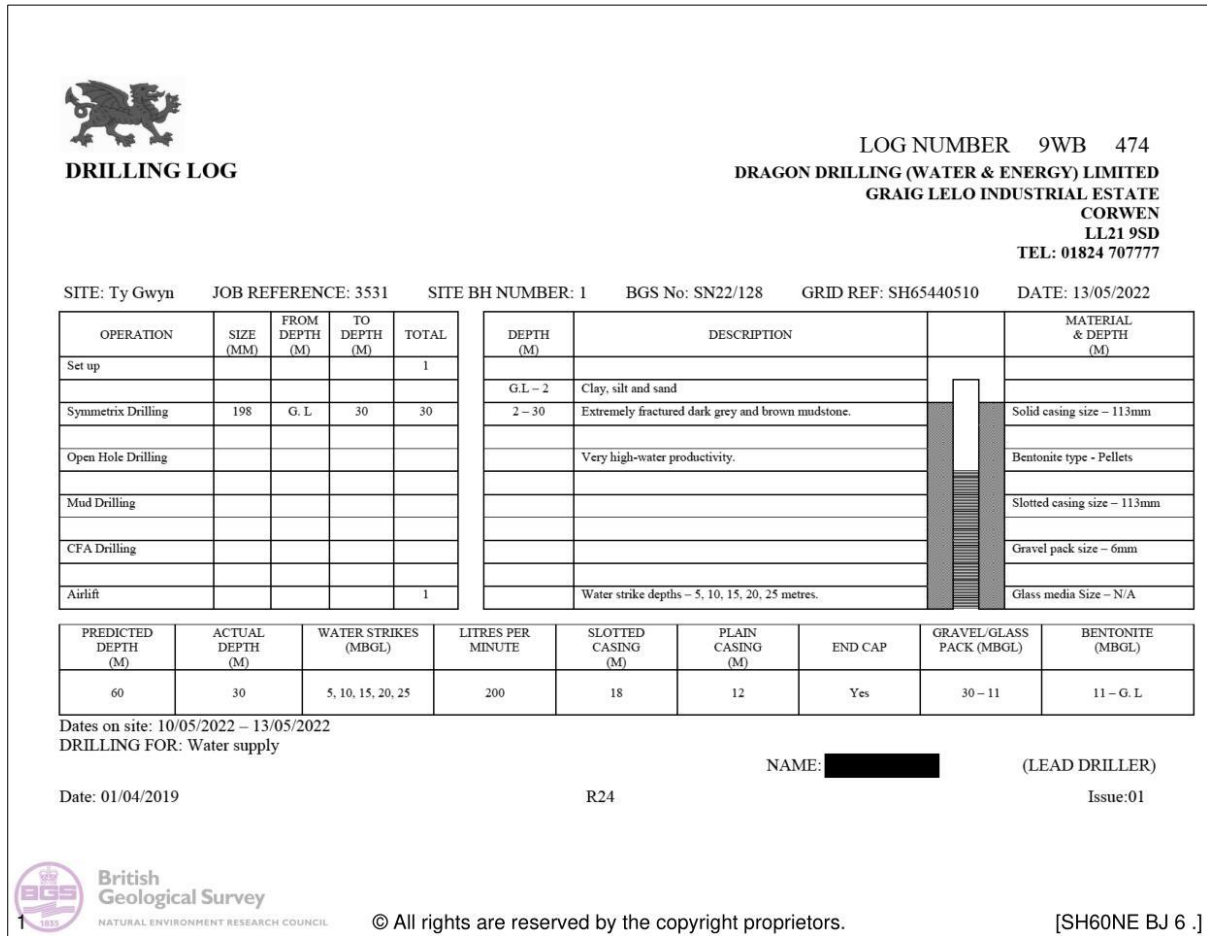 DRILLING LOG
LOG NUMBER 9WB 474
DRAGON DRILLING (WATER & ENERGY) LIMITED
GRAIG LELO INDUSTRIAL ESTATE
CORWEN
LL21 9SD
TEL: 01824 707777
SITE: Ty Gwyn JOB REFERENCE: 3531 SITE BH NUMBER: 1 BGS No: SN22/128 GRID REF: SH65440510 DATE: 13/05/2022
OPERATION SIZE (MM) FROM DEPTH (M) TO DEPTH (M) TOTAL
Set up 1
Symmetrix Drilling 198 G. L 30 30
Open Hole Drilling
Mud Drilling
CFA Drilling
Airlift 1
DEPTH (M) DESCRIPTION MATERIAL & DEPTH (M)
G.L – 2 Clay, silt and sand
2 – 30 Extremely fractured dark grey and brown mudstone. Solid casing size – 113mm
Very high-water productivity. Bentonite type - Pellets
Slotted casing size – 113mm
Gravel pack size – 6mm
Water strike depths – 5, 10, 15, 20, 25 metres. Glass media Size – N/A
PREDICTED DEPTH (M) ACTUAL DEPTH (M) WATER STRIKES (MBGL) LITRES PER MINUTE SLOTTED CASING (M) PLAIN CASING (M) END CAP GRAVEL/GLASS PACK (MBGL) BENTONITE (MBGL)
60 30 5, 10, 15, 20, 25 200 18 12 Yes 30 – 11 11 – G. L
Dates on site: 10/05/2022 – 13/05/2022
DRILLING FOR: Water supply
NAME: (LEAD DRILLER)
Date: 01/04/2019 R24 Issue:01
BGS
1835
British
Geological Survey
NATURAL ENVIRONMENT RESEARCH COUNCIL
1 © All rights are reserved by the copyright proprietors. [SH60NE BJ 6 .]